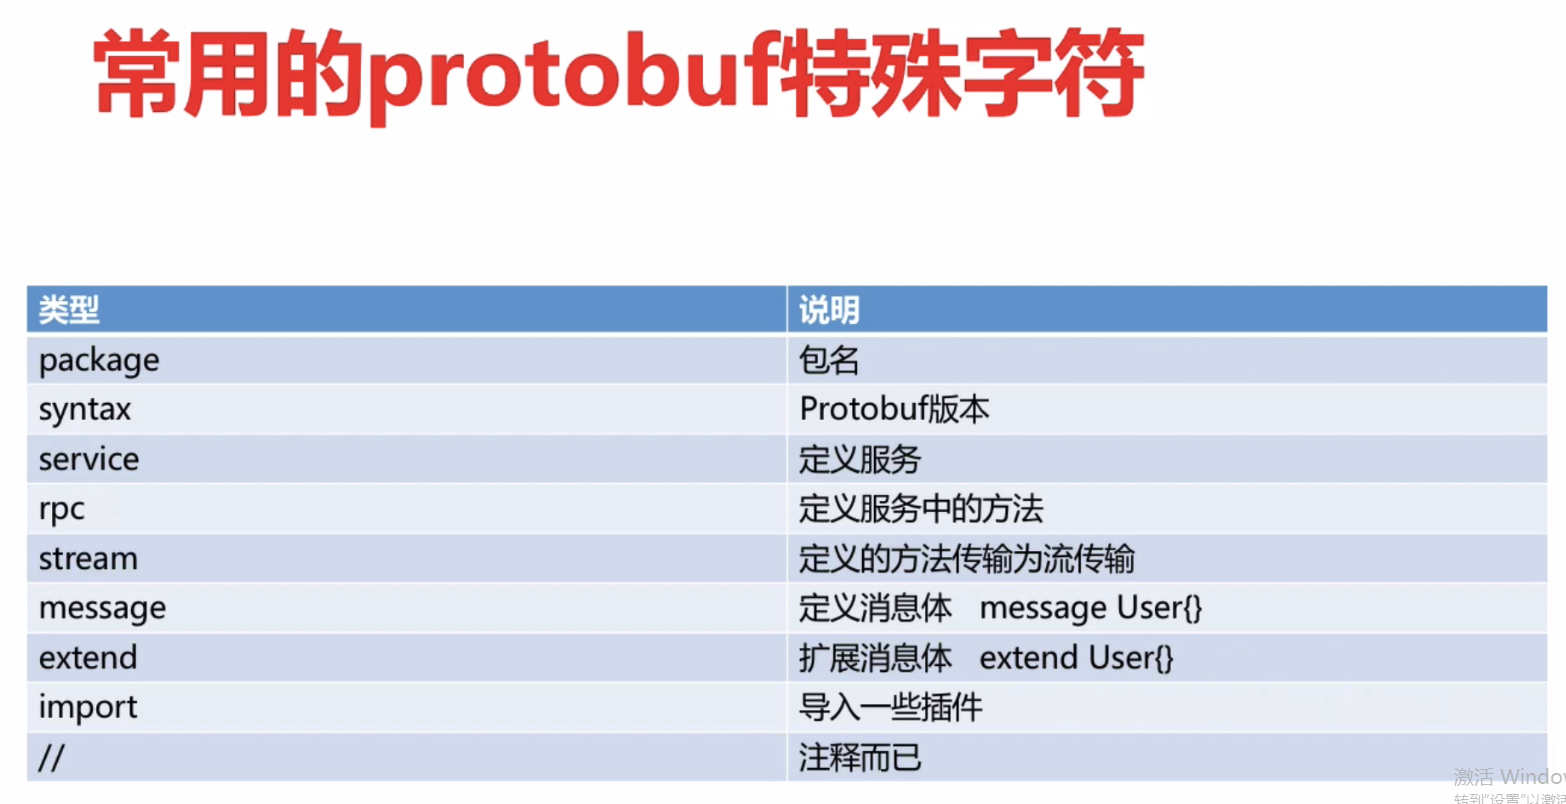 常用的protobuf特殊字符
类型 说明
package 包名
syntax Protobuf版本
service 定义服务
rpc 定义服务中的方法
stream 定义的方法传输为流传输
message 定义消息体 message User{}
extend 扩展消息体 extend User{}
import 导入一些插件
// 注释而已
激活 Windo
转到"设置"以激活